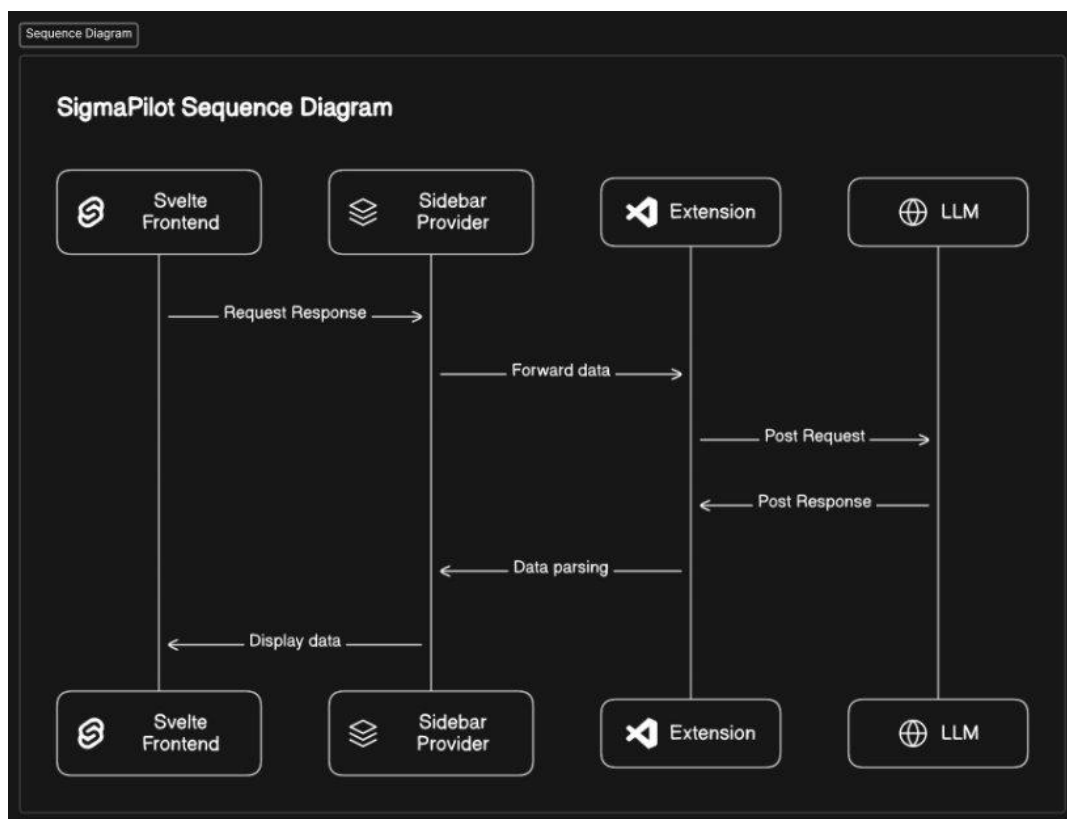 Sequence Diagram
SigmaPilot Sequence Diagram
Svelte
Frontend
Sidebar
Provider
Extension
LLM
Request Response
Forward data
Post Request
Post Response
Data parsing
Display data
Svelte
Frontend
Sidebar
Provider
Extension
LLM